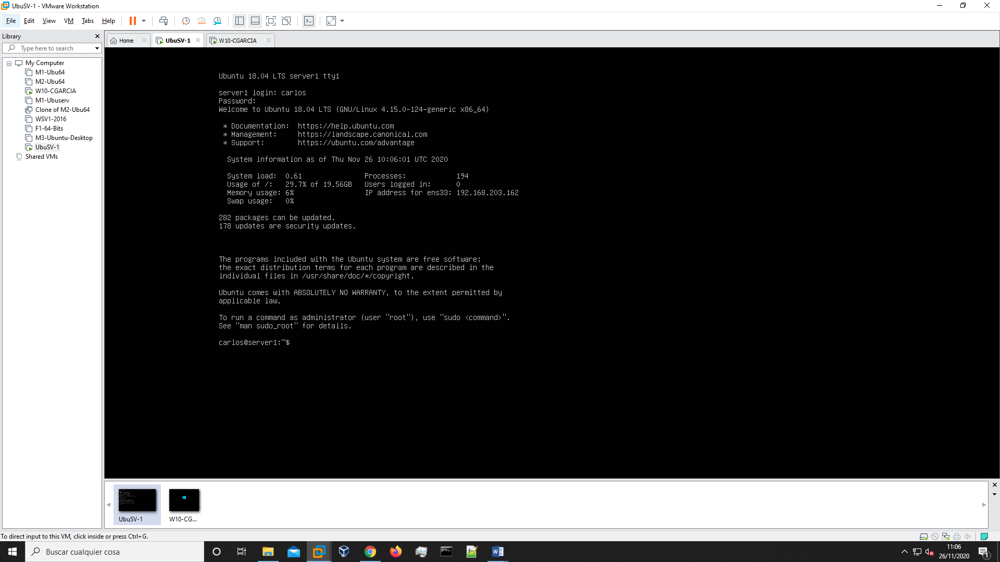 UbuSV-1 - VMware Workstation
File Edit View VM Tabs Help
Library
Type here to search
My Computer
M1-Ubu64
M2-Ubu64
W10-CGARCIA
M1-Ubuserv
Clone of M2-Ubu64
WSV1-2016
F1-64-Bits
M3-Ubuntu-Desktop
UbuSV-1
Shared VMs
Home UbuSV-1 W10-CGARCIA
Ubuntu 18.04 LTS server1 tty1
server1 login: carlos
Password:
Welcome to Ubuntu 18.04 LTS (GNU/Linux 4.15.0-124-generic x86_64)
* Documentation: https://help.ubuntu.com
* Management: https://landscape.canonical.com
* Support: https://ubuntu.com/advantage
System information as of Thu Nov 26 10:06:01 UTC 2020
System load: 0.61 Processes: 194
Usage of /: 29.7% of 19.56GB Users logged in: 0
Memory usage: 6% IP address for ens33: 192.168.203.162
Swap usage: 0%
282 packages can be updated.
178 updates are security updates.
The programs included with the Ubuntu system are free software;
the exact distribution terms for each program are described in the
individual files in /usr/share/doc/*/copyright.
Ubuntu comes with ABSOLUTELY NO WARRANTY, to the extent permitted by
applicable law.
To run a command as administrator (user "root"), use "sudo <command>".
See "man sudo_root" for details.
carlos@server1:~$
UbuSV-1 W10-CG...
To direct input to this VM, click inside or press Ctrl+G.
Buscar cualquier cosa
11:06
26/11/2020
1